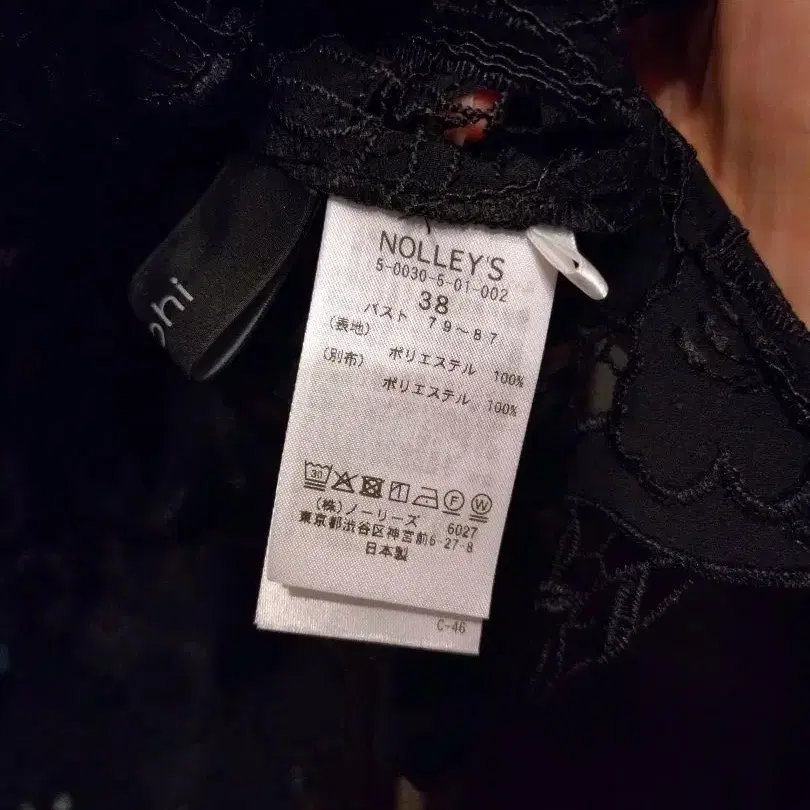 NOLLEY'S
5-0030-5-01-002
38
バスト 79～87
(表地) ポリエステル 100%
(別布) ポリエステル 100%
30
F W
(株)ノーリーズ 6027
東京都渋谷区神宮前6-27-8
日本製
C-46
phi